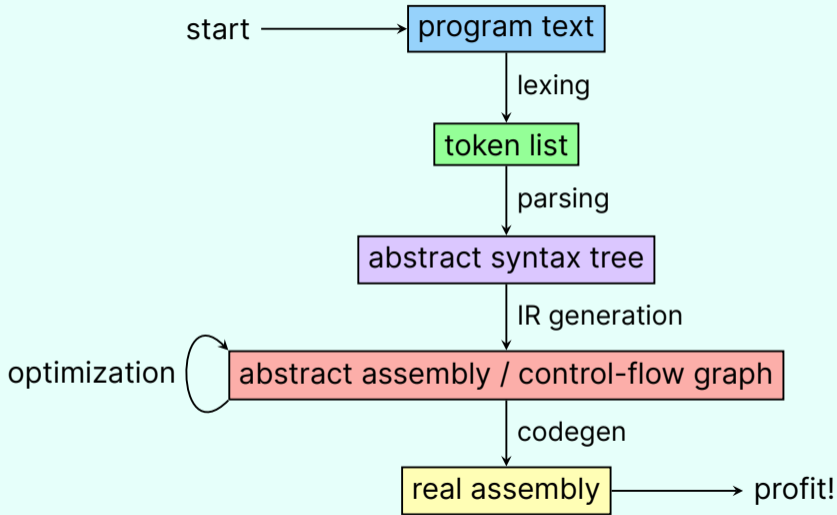 start
program text
lexing
token list
parsing
abstract syntax tree
IR generation
optimization
abstract assembly / control-flow graph
codegen
real assembly
profit!